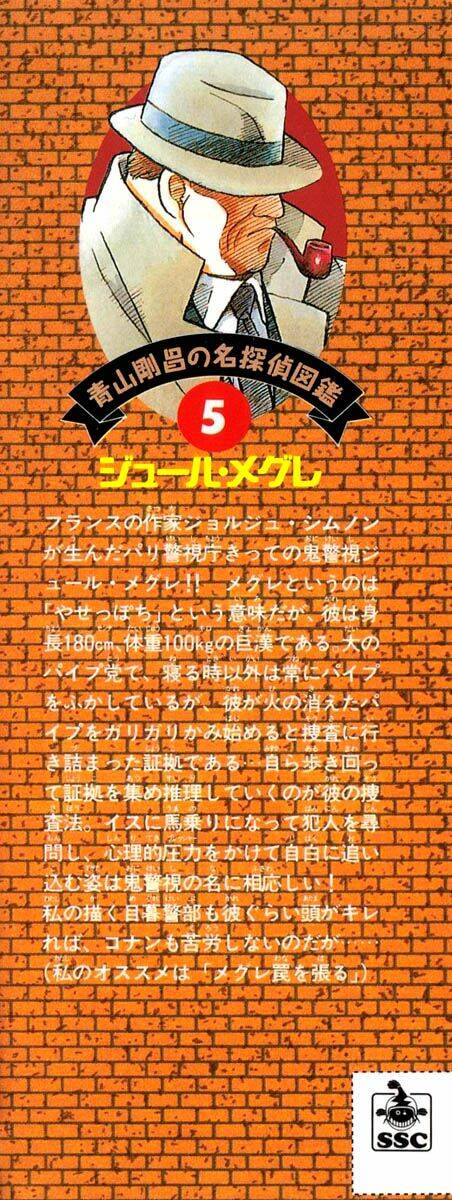 青山剛昌の名探偵図鑑
5
ジュール・メグレ
フランスの作家ジョルジュ・シムノン
が生んだパリ警視庁きっての鬼警視ジ
ュール・メグレ!! メグレというのは
「やせっぽち」という意味だが、彼は身
長180cm、体重100kgの巨漢である。大の
パイプ党で、寝る時以外は常にパイプ
をふかしているが、彼が火の消えたパ
イプをガリガリかみ始めると捜査に行
き詰まった証拠である…自ら歩き回っ
て証拠を集め推理していくのが彼の捜
査法。イスに馬乗りになって犯人を尋
問し、心理的圧力をかけて自白に追い
込む姿は鬼警視の名に相応しい!
私の描く目暮警部も彼ぐらい頭がキレ
れば、コナンも苦労しないのだが……
(私のオススメは「メグレ罠を張る」)
SSC